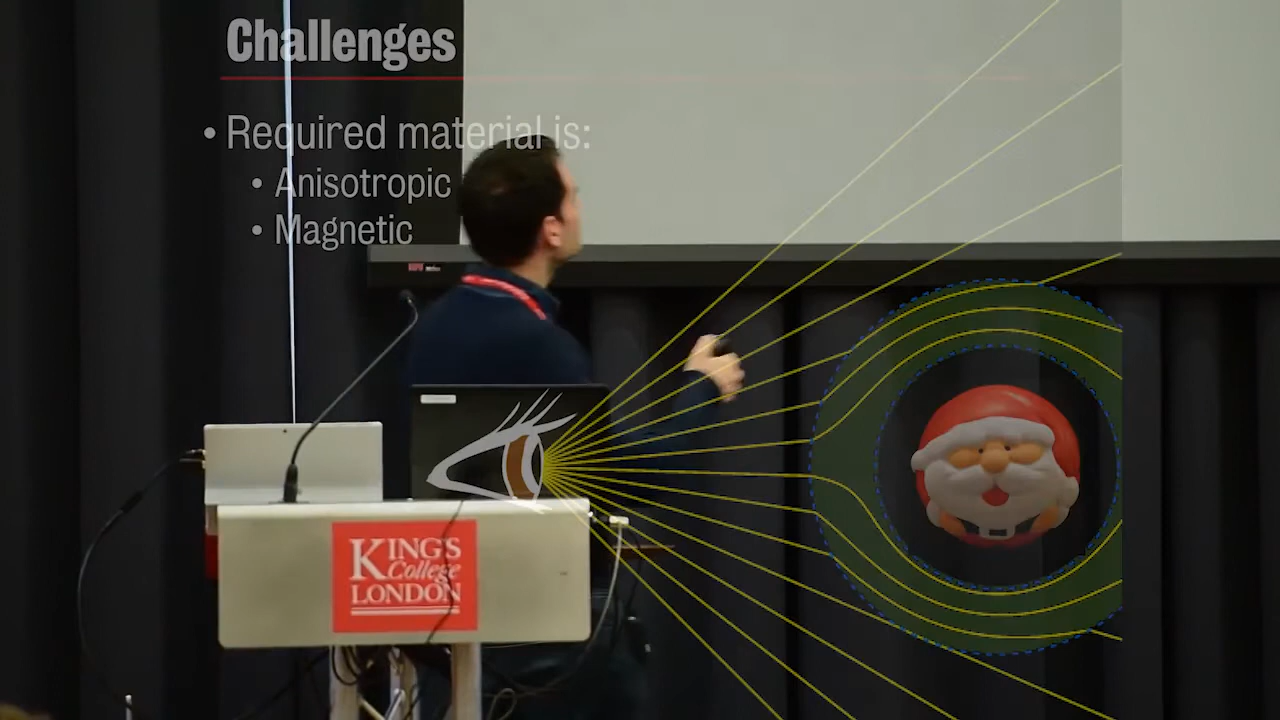 Challenges
• Required material is:
• Anisotropic
• Magnetic
KING'S
College
LONDON